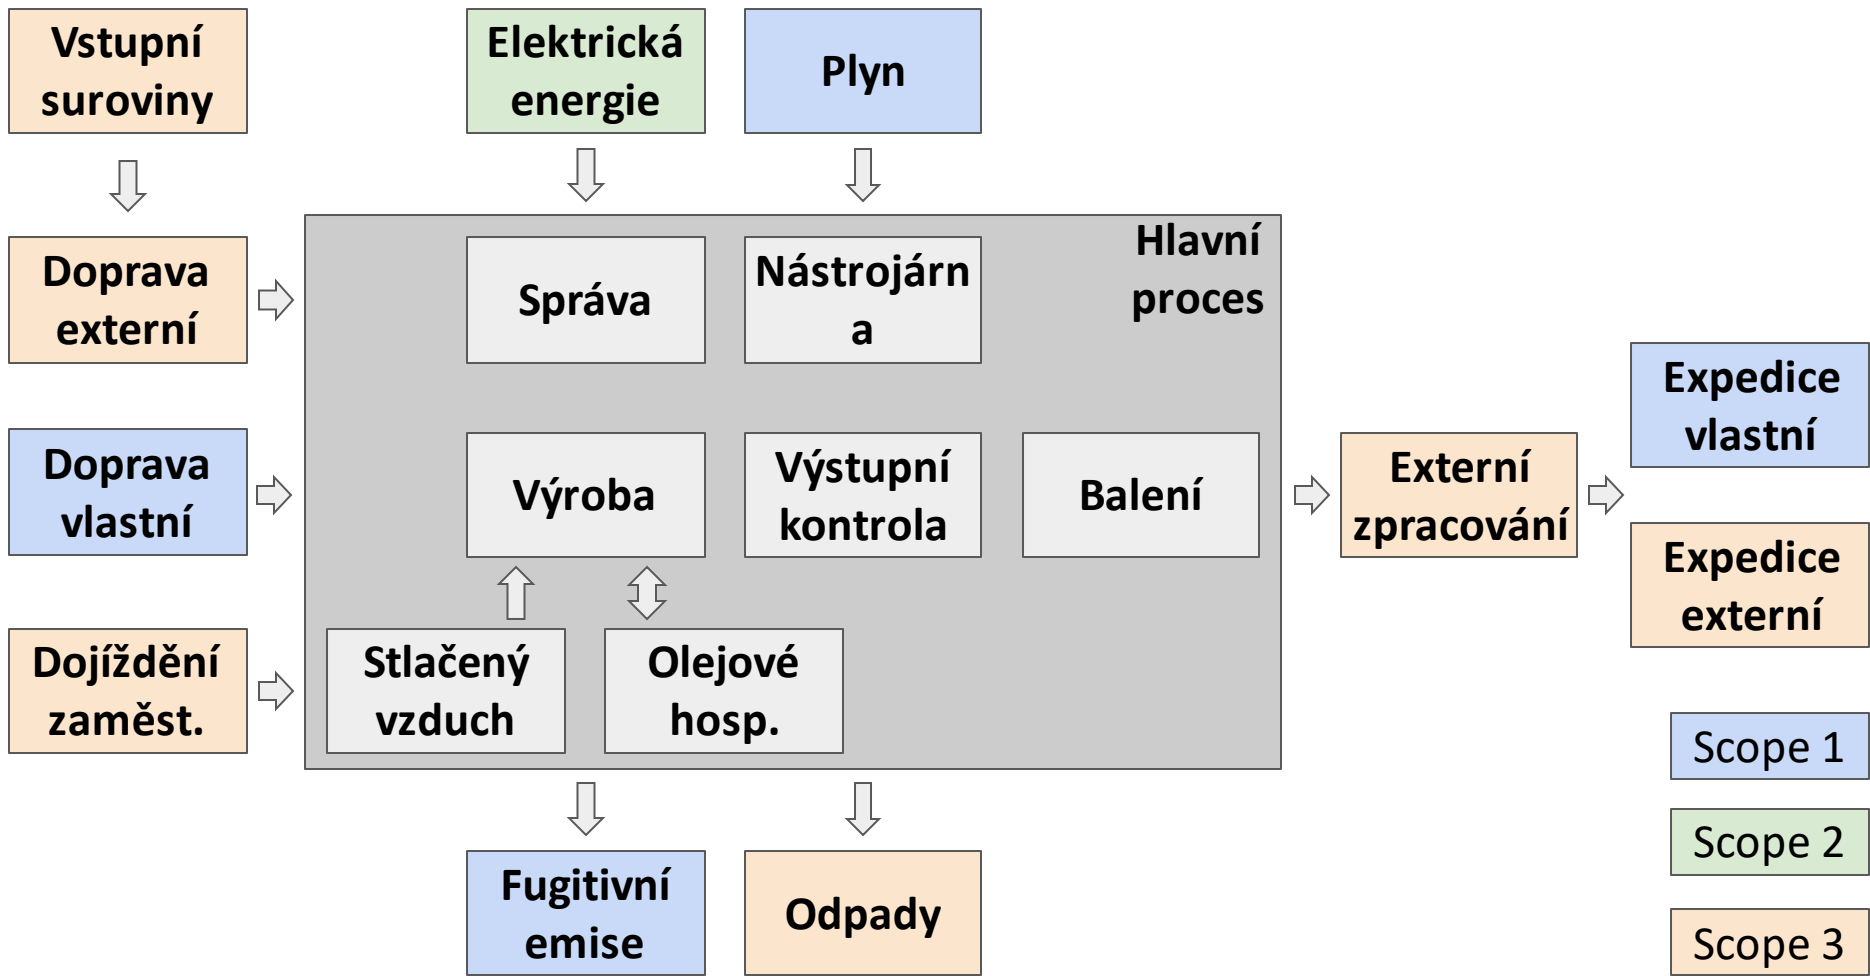 Vstupní
suroviny
Elektrická
energie
Plyn
Doprava
externí
Správa
Nástrojárn
a
Hlavní
proces
Doprava
vlastní
Výroba
Výstupní
kontrola
Balení
Externí
zpracování
Expedice
vlastní
Expedice
externí
Dojíždění
zaměst.
Stlačený
vzduch
Olejové
hosp.
Fugitivní
emise
Odpady
Scope 1
Scope 2
Scope 3